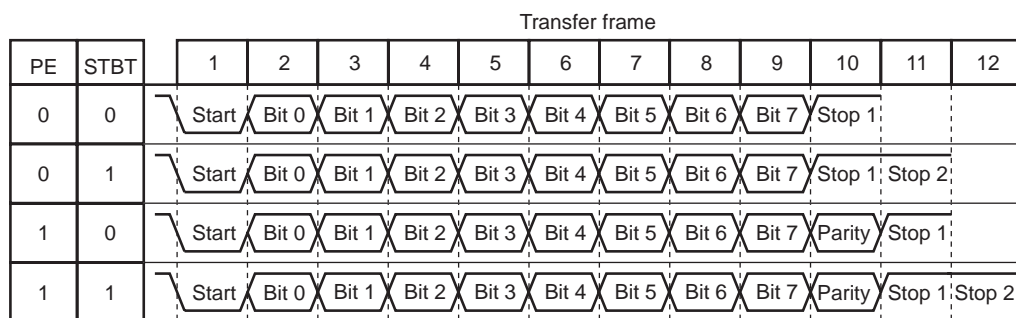 Transfer frame
PE STBT 1 2 3 4 5 6 7 8 9 10 11 12
0 0 Start Bit 0 Bit 1 Bit 2 Bit 3 Bit 4 Bit 5 Bit 6 Bit 7 Stop 1
0 1 Start Bit 0 Bit 1 Bit 2 Bit 3 Bit 4 Bit 5 Bit 6 Bit 7 Stop 1 Stop 2
1 0 Start Bit 0 Bit 1 Bit 2 Bit 3 Bit 4 Bit 5 Bit 6 Bit 7 Parity Stop 1
1 1 Start Bit 0 Bit 1 Bit 2 Bit 3 Bit 4 Bit 5 Bit 6 Bit 7 Parity Stop 1 Stop 2